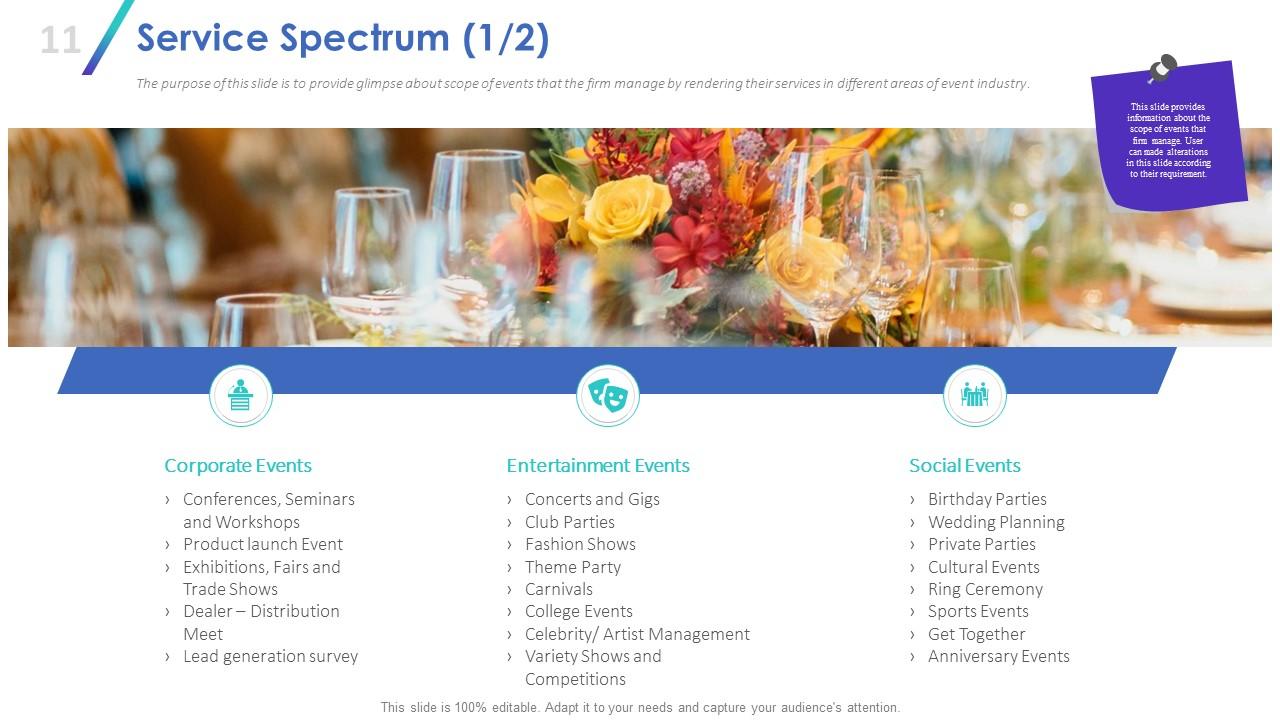 11
Service Spectrum (1/2)
The purpose of this slide is to provide glimpse about scope of events that the firm manage by rendering their services in different areas of event industry.
This slide provides
information about the
scope of events that
firm manage. User
can made alterations
in this slide according
to their requirement.
Corporate Events
› Conferences, Seminars
and Workshops
› Product launch Event
› Exhibitions, Fairs and
Trade Shows
› Dealer – Distribution
Meet
› Lead generation survey
Entertainment Events
› Concerts and Gigs
› Club Parties
› Fashion Shows
› Theme Party
› Carnivals
› College Events
› Celebrity/ Artist Management
› Variety Shows and
Competitions
Social Events
› Birthday Parties
› Wedding Planning
› Private Parties
› Cultural Events
› Ring Ceremony
› Sports Events
› Get Together
› Anniversary Events
This slide is 100% editable. Adapt it to your needs and capture your audience's attention.